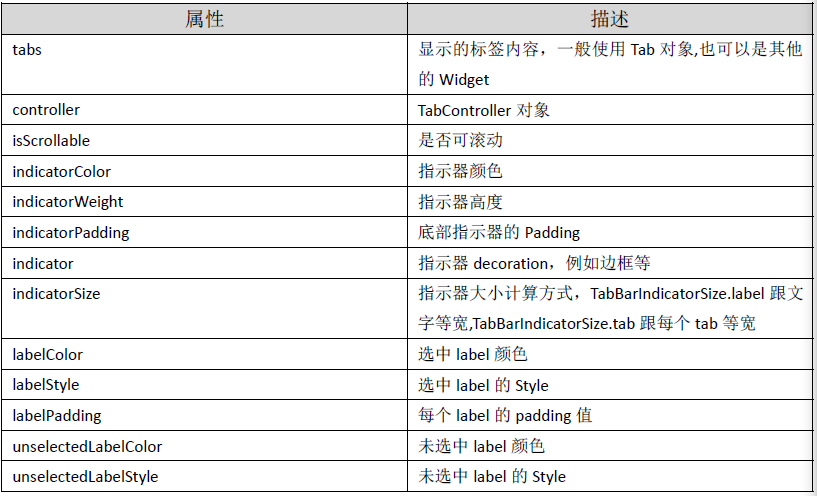 属性 描述
tabs 显示的标签内容，一般使用 Tab 对象,也可以是其他
的 Widget
controller TabController 对象
isScrollable 是否可滚动
indicatorColor 指示器颜色
indicatorWeight 指示器高度
indicatorPadding 底部指示器的 Padding
indicator 指示器 decoration，例如边框等
indicatorSize 指示器大小计算方式，TabBarIndicatorSize.label 跟文
字等宽,TabBarIndicatorSize.tab 跟每个 tab 等宽
labelColor 选中 label 颜色
labelStyle 选中 label 的 Style
labelPadding 每个 label 的 padding 值
unselectedLabelColor 未选中 label 颜色
unselectedLabelStyle 未选中 label 的 Style